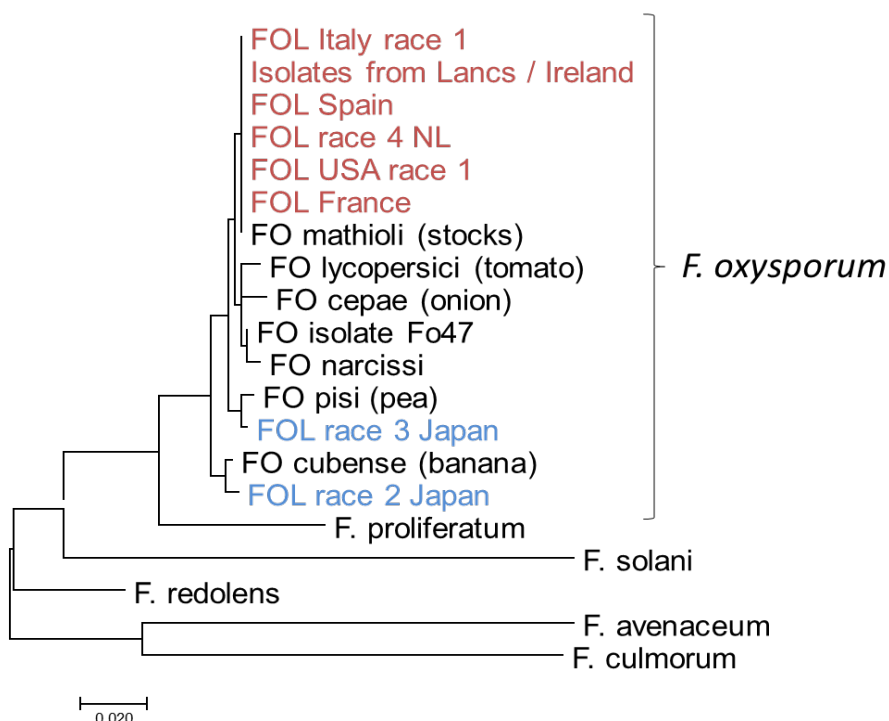 FOL Italy race 1
Isolates from Lancs / Ireland
FOL Spain
FOL race 4 NL
FOL USA race 1
FOL France
FO mathioli (stocks)
FO lycopersici (tomato)
F. oxysporum
FO cepae (onion)
FO isolate Fo47
FO narcissi
FO pisi (pea)
FOL race 3 Japan
FO cubense (banana)
FOL race 2 Japan
F. proliferatum
F. solani
F. redolens
F. avenaceum
F. culmorum
0.020